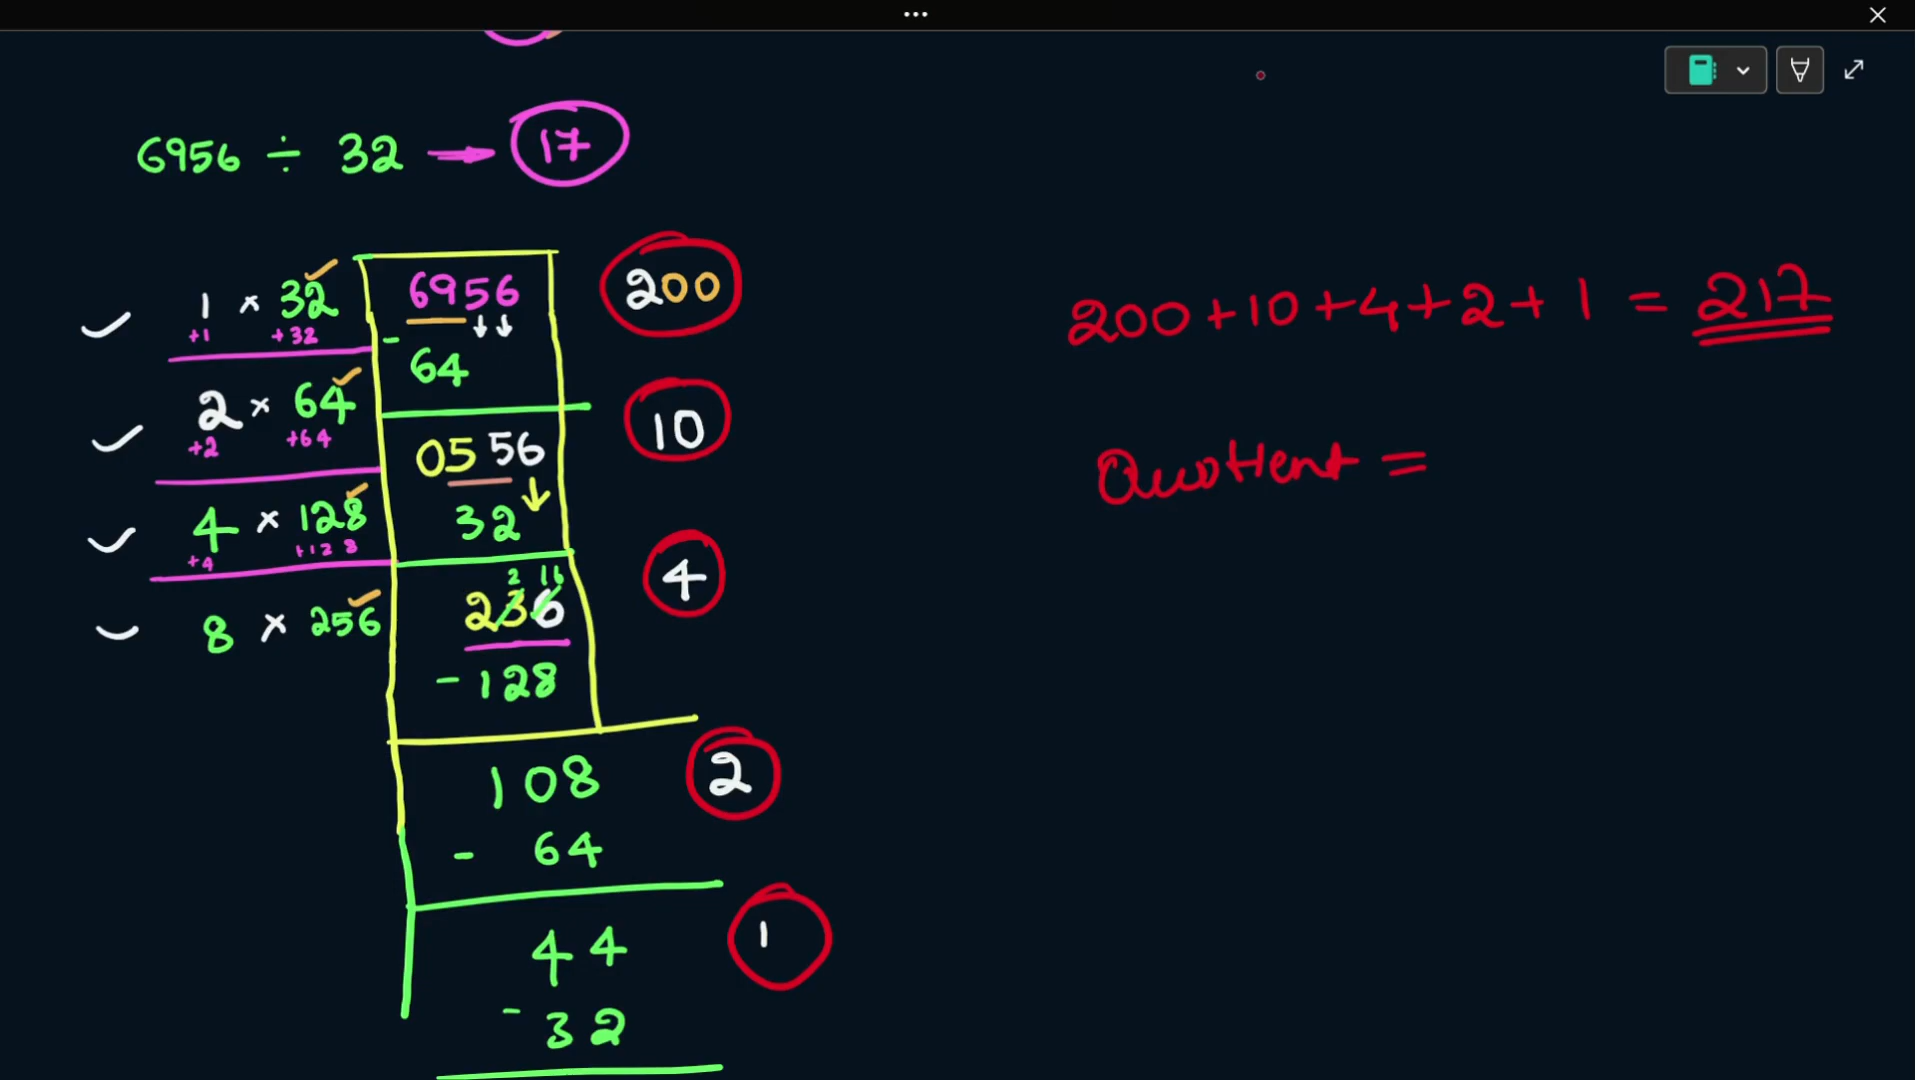 6956 ÷ 32 → 17
1 × 32
+1 +32
2 × 64
+2 +64
4 × 128
+4 +128
8 × 256
6956
- 64
0556
32
2 16
236
- 128
108
- 64
44
- 32
200
10
4
2
1
200 + 10 + 4 + 2 + 1 = 217
Quotient =